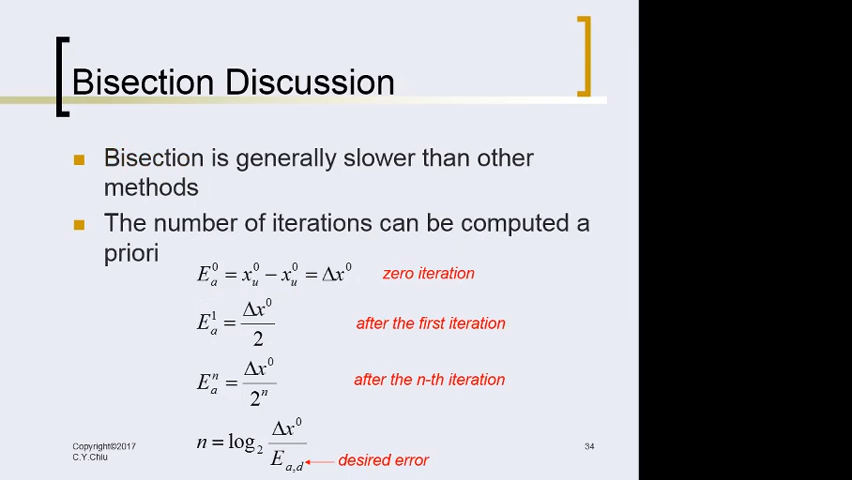 Bisection Discussion
Bisection is generally slower than other
methods
The number of iterations can be computed a
priori
E_a^0 = x_u^0 − x_u^0 = Δx^0 zero iteration
E_a^1 = Δx^0 / 2 after the first iteration
E_a^n = Δx^0 / 2^n after the n-th iteration
n = log_2 Δx^0 / E_{a,d} desired error
Copyright©2017
C.Y.Chiu
34